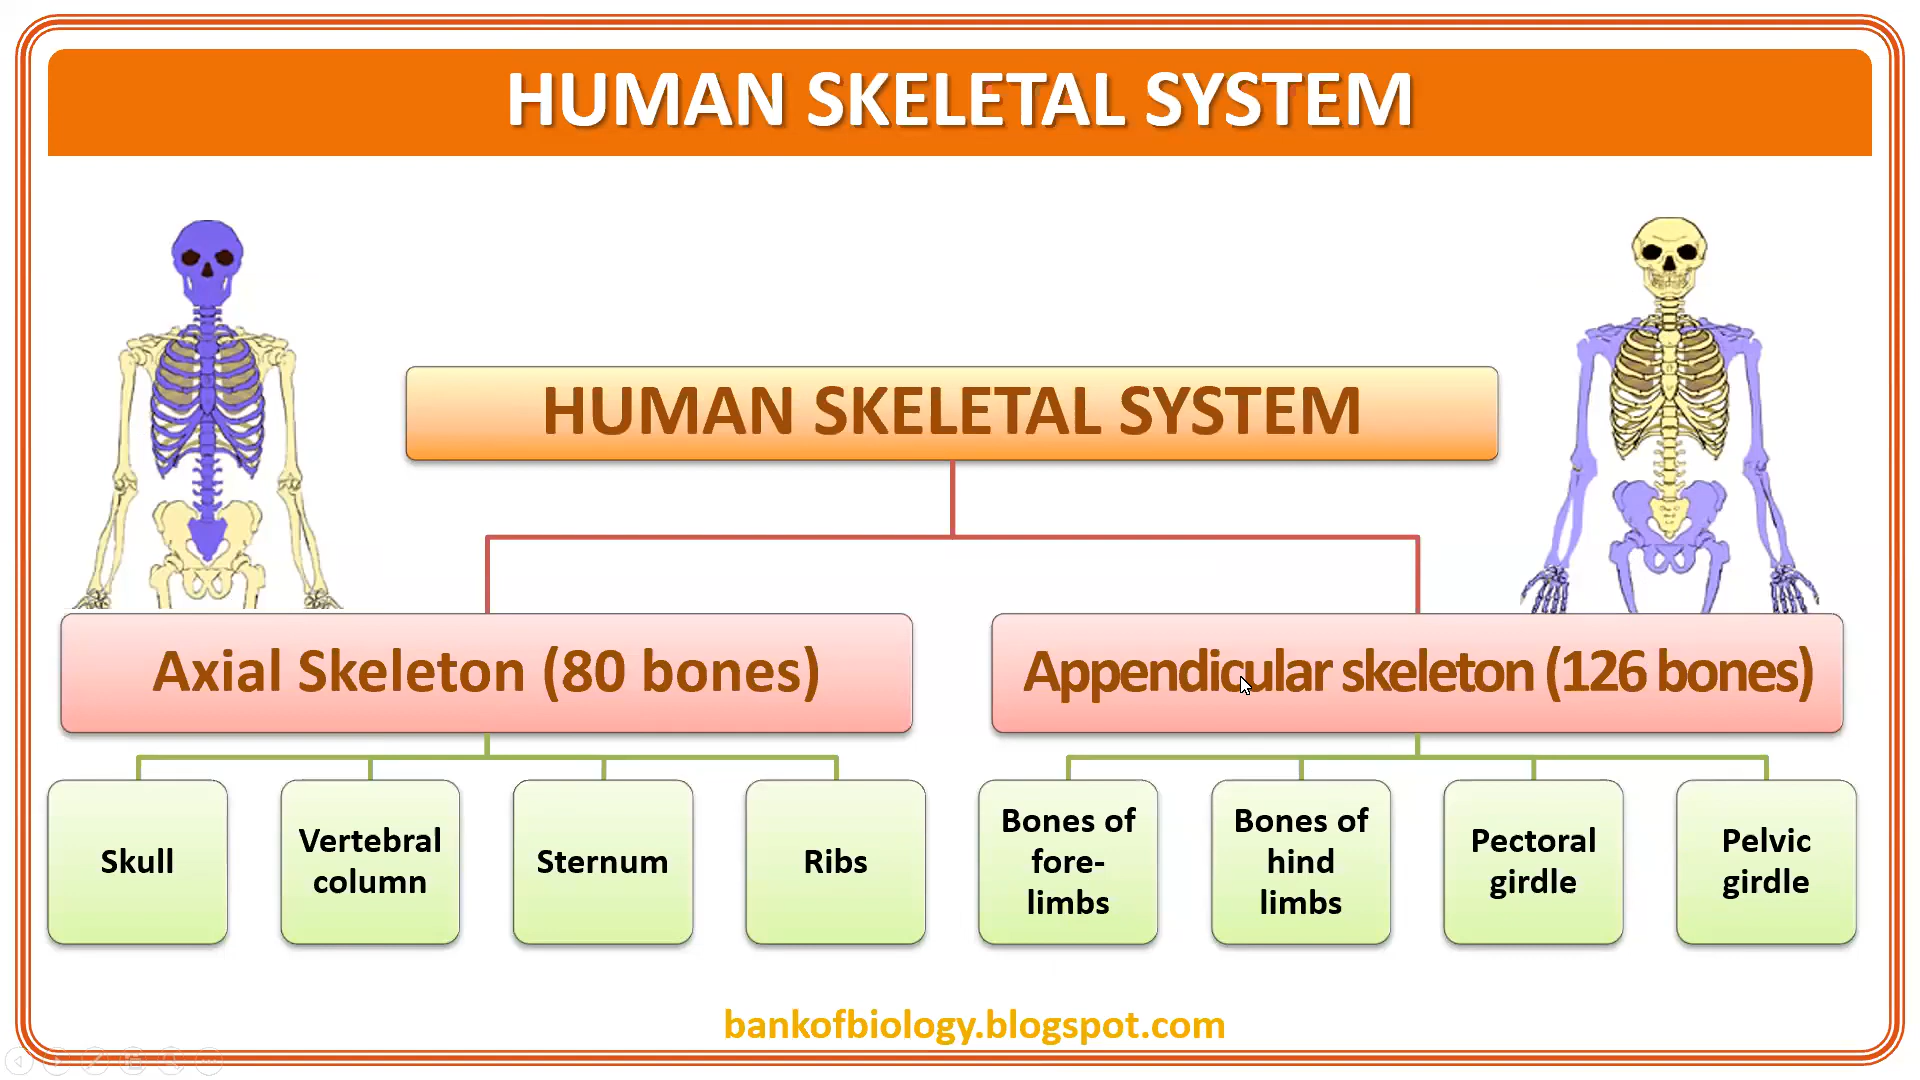 HUMAN SKELETAL SYSTEM
HUMAN SKELETAL SYSTEM
Axial Skeleton (80 bones)
Appendicular skeleton (126 bones)
Skull
Vertebral
column
Sternum
Ribs
Bones of
fore-
limbs
Bones of
hind
limbs
Pectoral
girdle
Pelvic
girdle
bankofbiology.blogspot.com